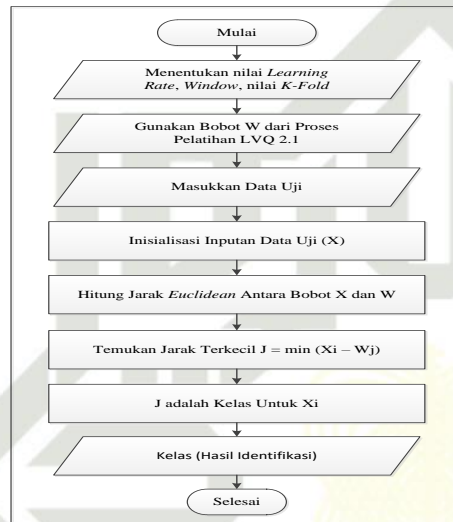 Mulai
Menentukan nilai Learning
Rate, Window, nilai K-Fold
Gunakan Bobot W dari Proses
Pelatihan LVQ 2.1
Masukkan Data Uji
Inisialisasi Inputan Data Uji (X)
Hitung Jarak Euclidean Antara Bobot X dan W
Temukan Jarak Terkecil J = min (Xi – Wj)
J adalah Kelas Untuk Xi
Kelas (Hasil Identifikasi)
Selesai